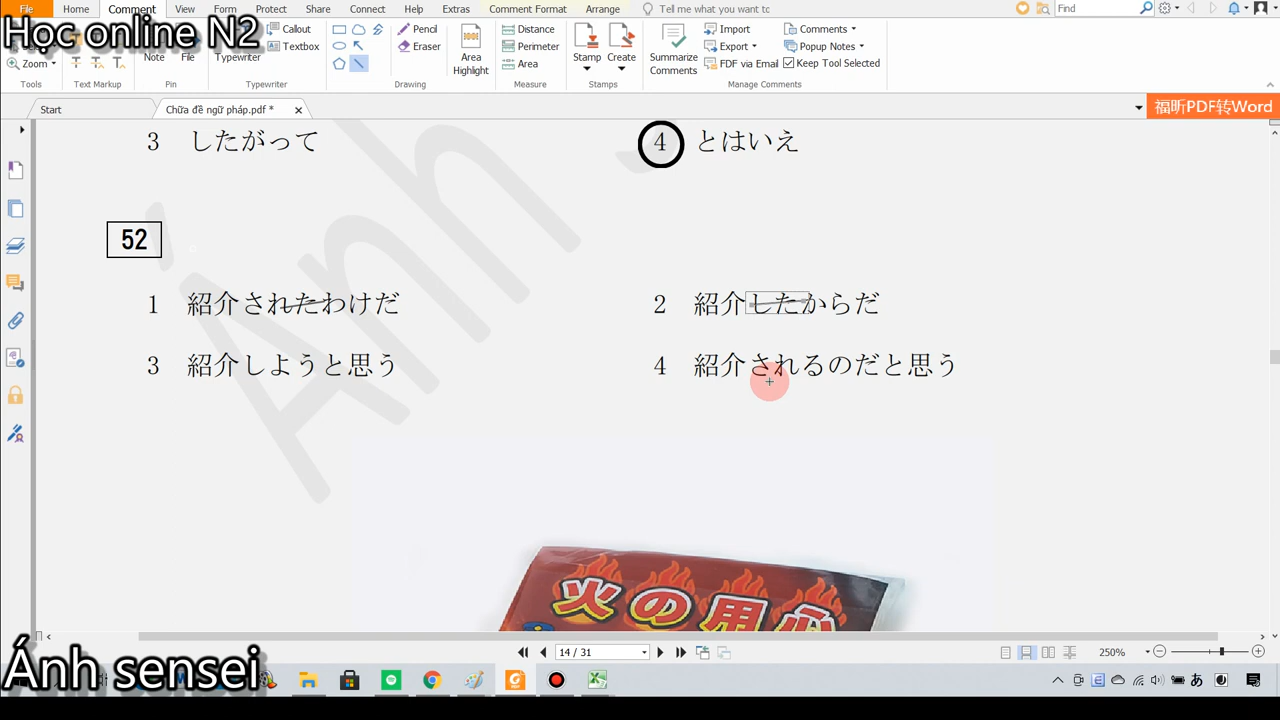 File Home Comment View Form Protect Share Connect Help Extras Comment Format Arrange Tell me what you want tc Find
Học online N2
Callout Pencil Distance Import Comments
Textbox Eraser Perimeter Export Popup Notes
Zoom Typewriter Note File Area Highlight Area Stamp Create Summarize Comments FDF via Email Keep Tool Selected
Tools Text Markup Pin Typewriter Drawing Measure Stamps Manage Comments
Start Chữa đề ngữ pháp.pdf * 福昕PDF转Word
3 したがって 4 とはいえ
Ánh
52
1 紹介されたわけだ 2 紹介したからだ
3 紹介しようと思う 4 紹介されるのだと思う
火の用心
14 / 31 250%
Ánh sensei
あ